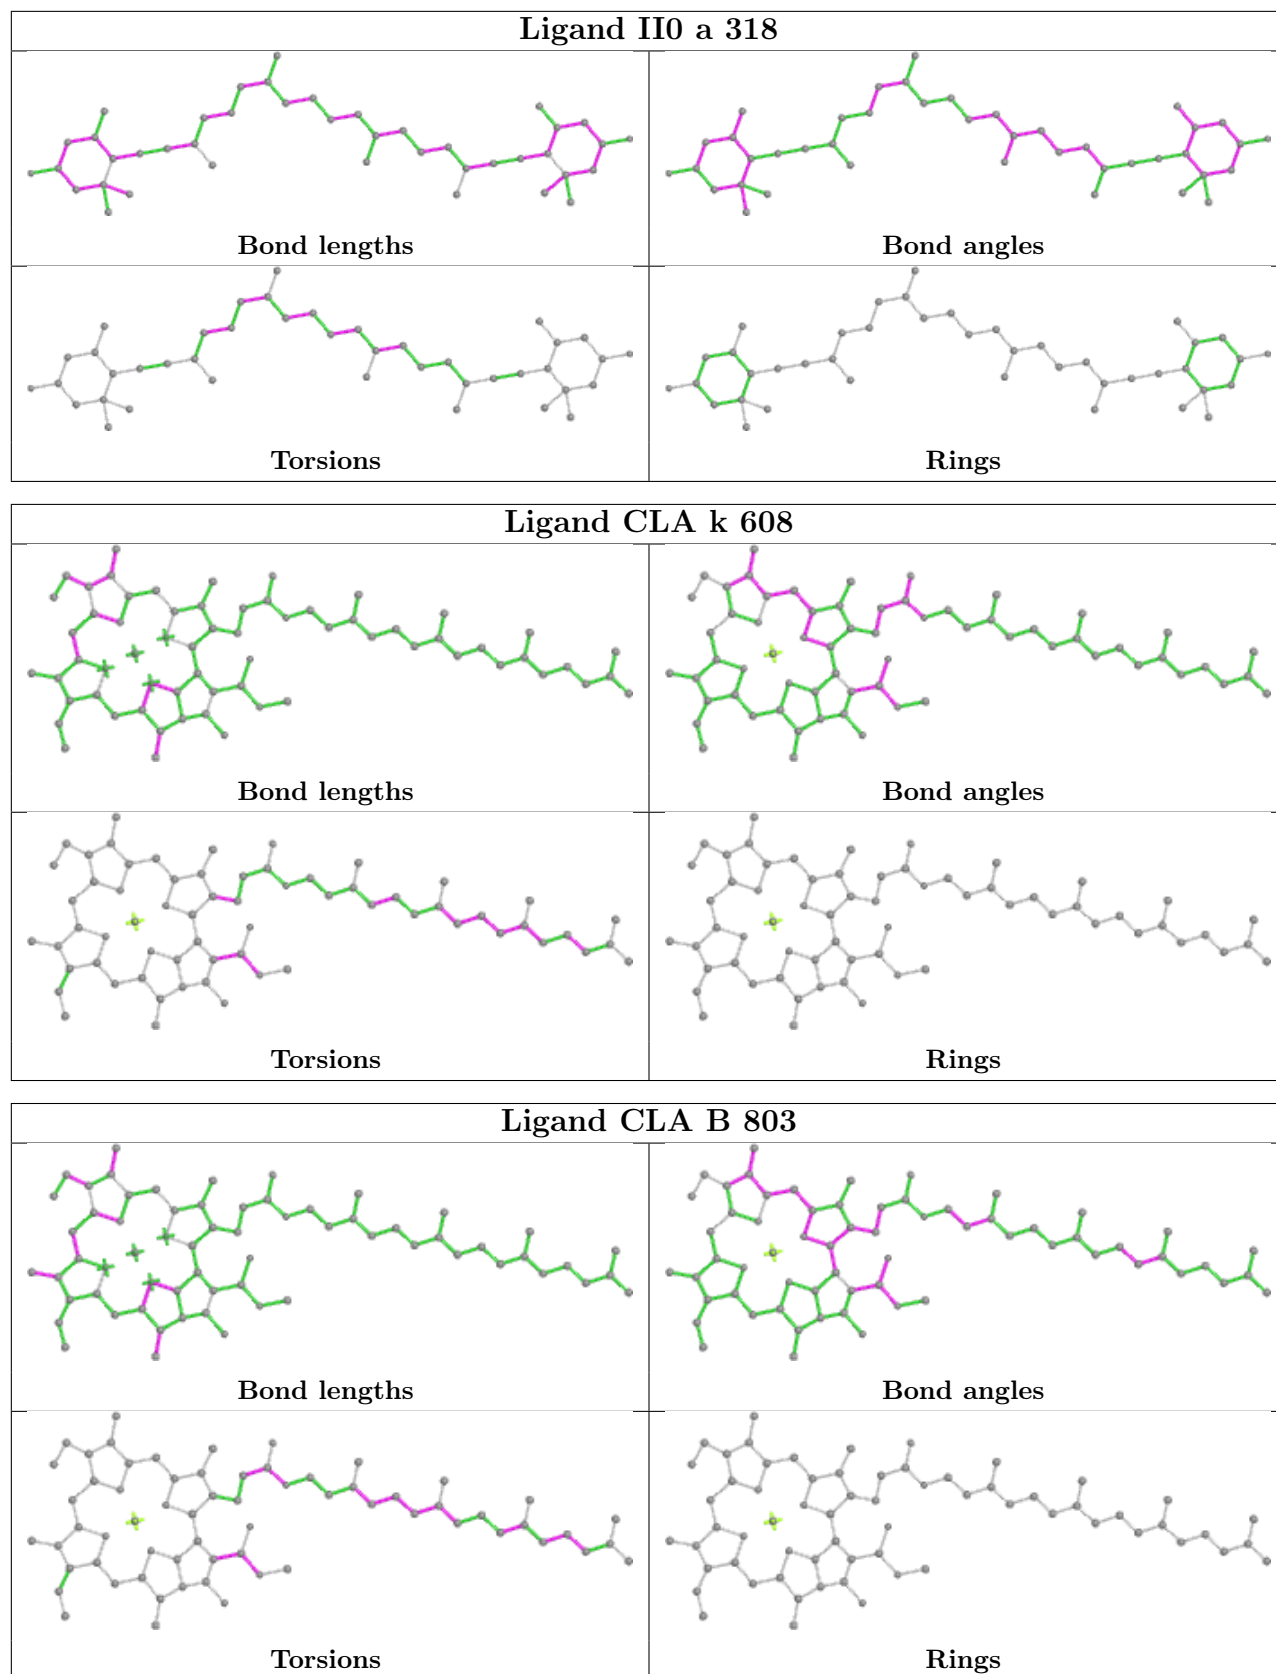 Ligand II0 a 318
Bond lengths
Bond angles
Torsions
Rings
Ligand CLA k 608
Bond lengths
Bond angles
Torsions
Rings
Ligand CLA B 803
Bond lengths
Bond angles
Torsions
Rings